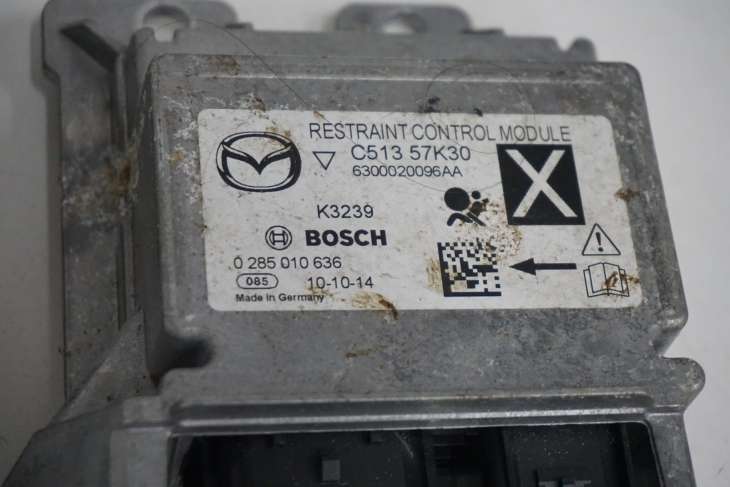 RESTRAINT CONTROL MODULE
C513 57K30
6300020096AA
X
K3239
BOSCH
0 285 010 636
085 10-10-14
Made in Germany